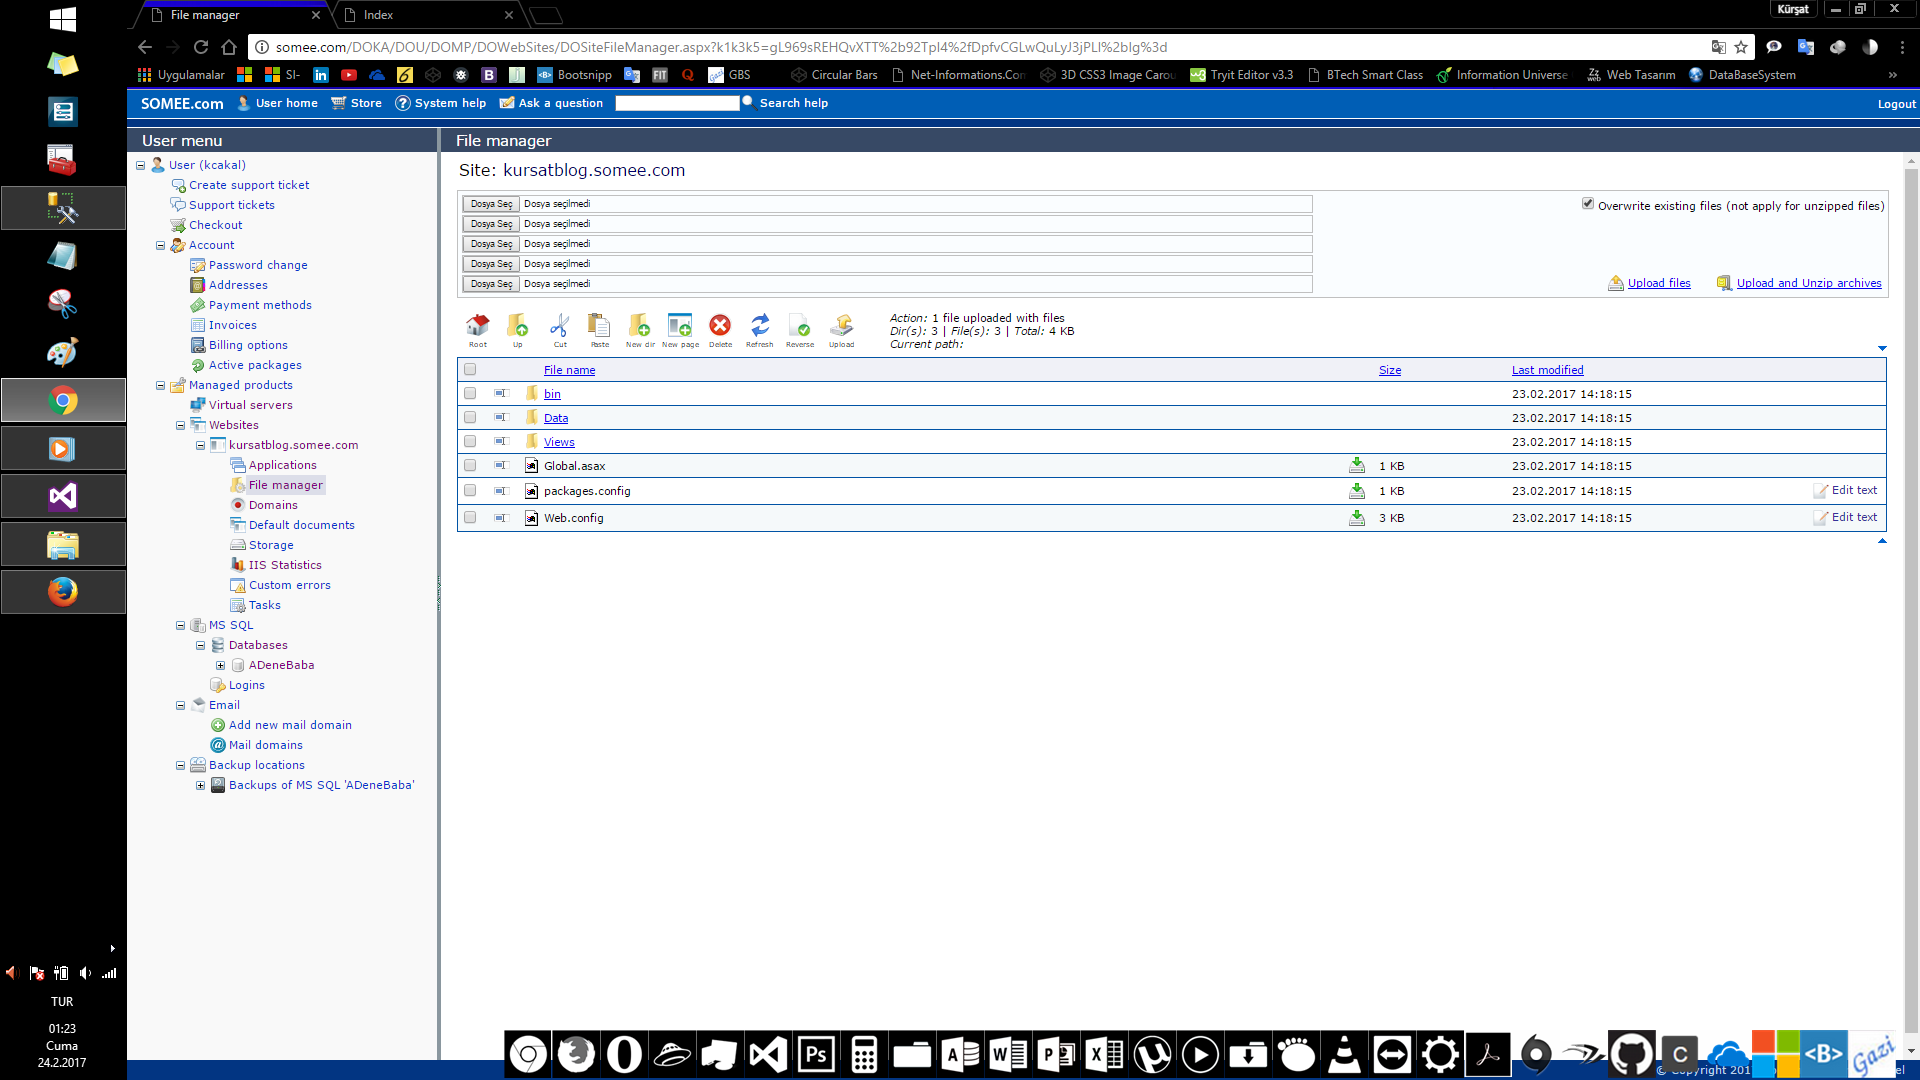 File manager
Index
Kürşat
somee.com/DOKA/DOU/DOMP/DOWebSites/DOSiteFileManager.aspx?k1k3k5=gL969sREHQvXTT%2b92TpI4%2fDpfvCGLwQuLyJ3jPLI%2bIg%3d
Uygulamalar
SI-
Bootsnipp
GBS
Circular Bars
Net-Informations.Com
3D CSS3 Image Carou
Tryit Editor v3.3
BTech Smart Class
Information Universe
Web Tasarım
DataBaseSystem
SOMEE.com
User home
Store
System help
Ask a question
Search help
Logout
User menu
File manager
User (kcakal)
Create support ticket
Support tickets
Checkout
Account
Password change
Addresses
Payment methods
Invoices
Billing options
Active packages
Managed products
Virtual servers
Websites
kursatblog.somee.com
Applications
File manager
Domains
Default documents
Storage
IIS Statistics
Custom errors
Tasks
MS SQL
Databases
ADeneBaba
Logins
Email
Add new mail domain
Mail domains
Backup locations
Backups of MS SQL 'ADeneBaba'
Site: kursatblog.somee.com
Dosya Seç Dosya seçilmedi
Dosya Seç Dosya seçilmedi
Dosya Seç Dosya seçilmedi
Dosya Seç Dosya seçilmedi
Dosya Seç Dosya seçilmedi
Overwrite existing files (not apply for unzipped files)
Upload files
Upload and Unzip archives
Root
Up
Cut
Paste
New dir
New page
Delete
Refresh
Reverse
Upload
Action: 1 file uploaded with files
Dir(s): 3 | File(s): 3 | Total: 4 KB
Current path:
File name Size Last modified
bin 23.02.2017 14:18:15
Data 23.02.2017 14:18:15
Views 23.02.2017 14:18:15
Global.asax 1 KB 23.02.2017 14:18:15
packages.config 1 KB 23.02.2017 14:18:15 Edit text
Web.config 3 KB 23.02.2017 14:18:15 Edit text
TUR
01:23
Cuma
24.2.2017
Ps
C
<B>
Gazi
© Copyright 201